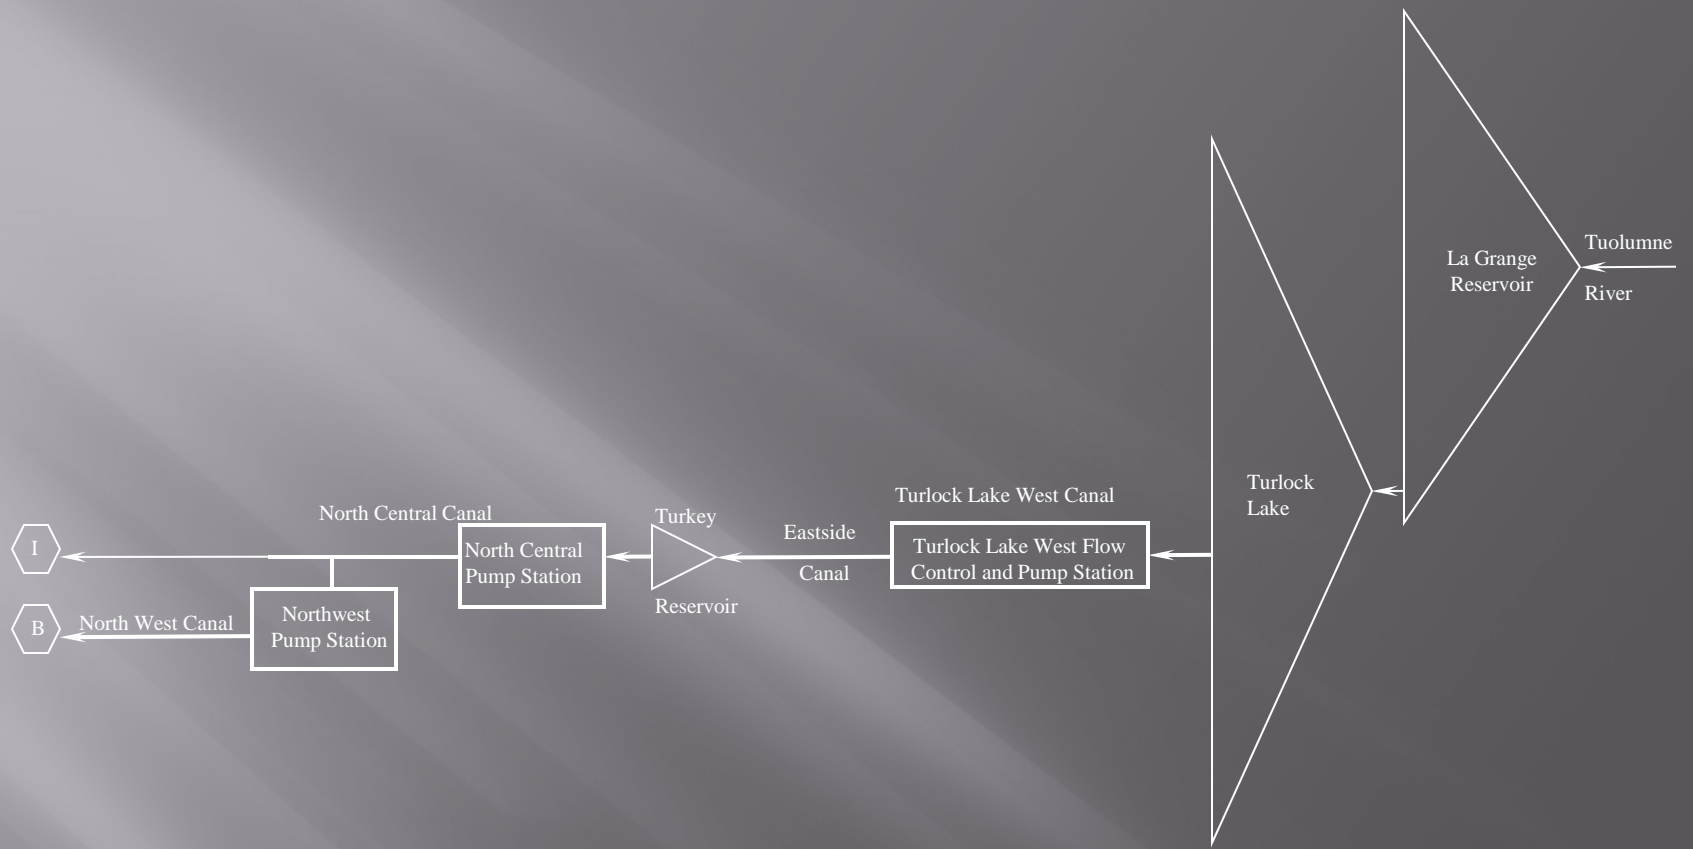 Tuolumne
River
La Grange
Reservoir
Turlock
Lake
Turlock Lake West Canal
Turlock Lake West Flow
Control and Pump Station
Eastside
Canal
Turkey
Reservoir
North Central Canal
North Central
Pump Station
I
Northwest
Pump Station
North West Canal
B